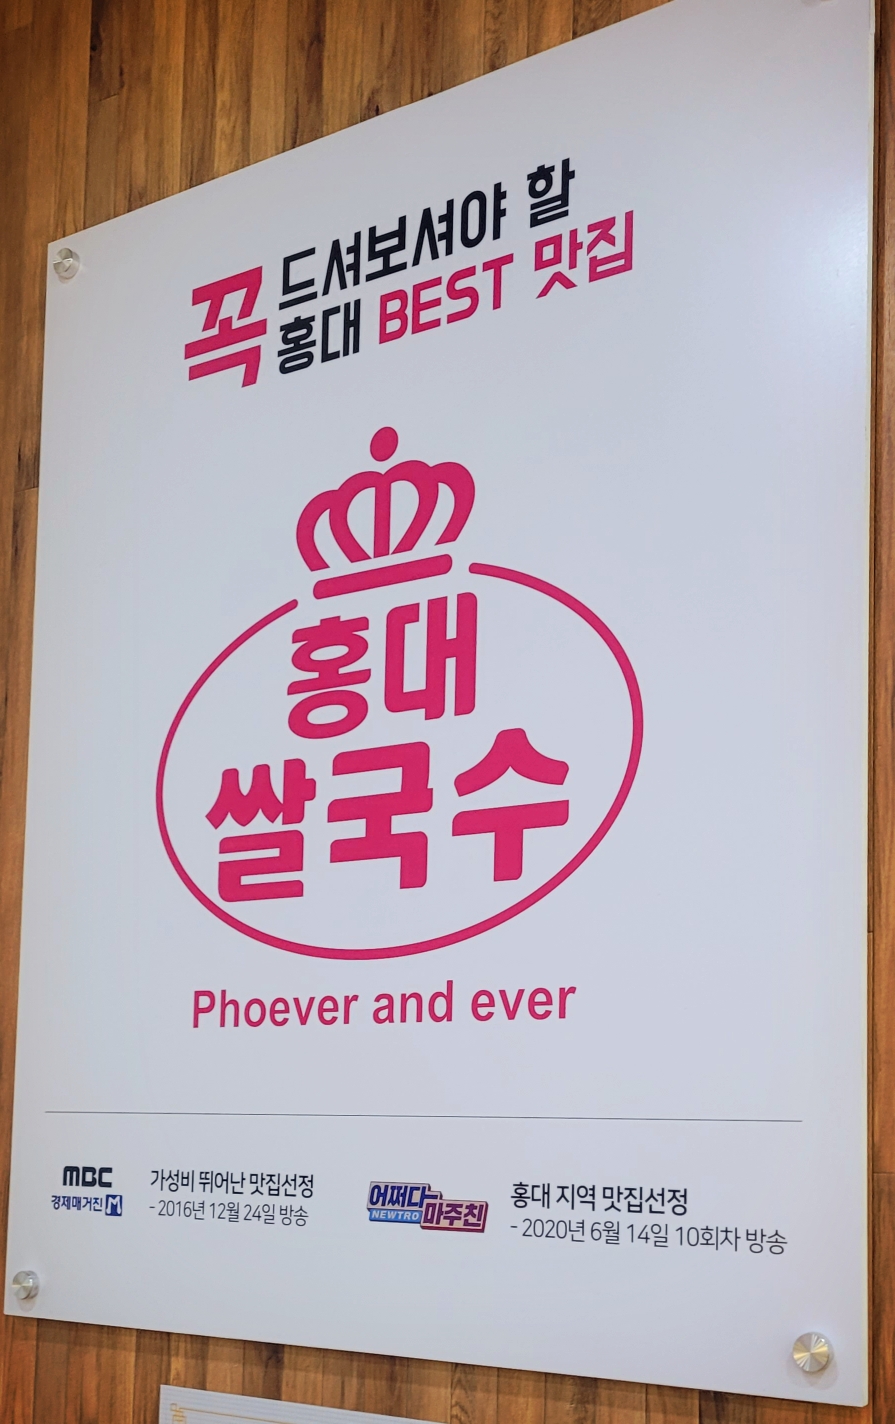 꼭 드셔보셔야 할
홍대 BEST 맛집
홍대
쌀국수
Phoever and ever
MBC
경제매거진 M
가성비 뛰어난 맛집선정
- 2016년 12월 24일 방송
어쩌다
NEWTRO
마주친
홍대 지역 맛집선정
- 2020년 6월 14일 10회차 방송